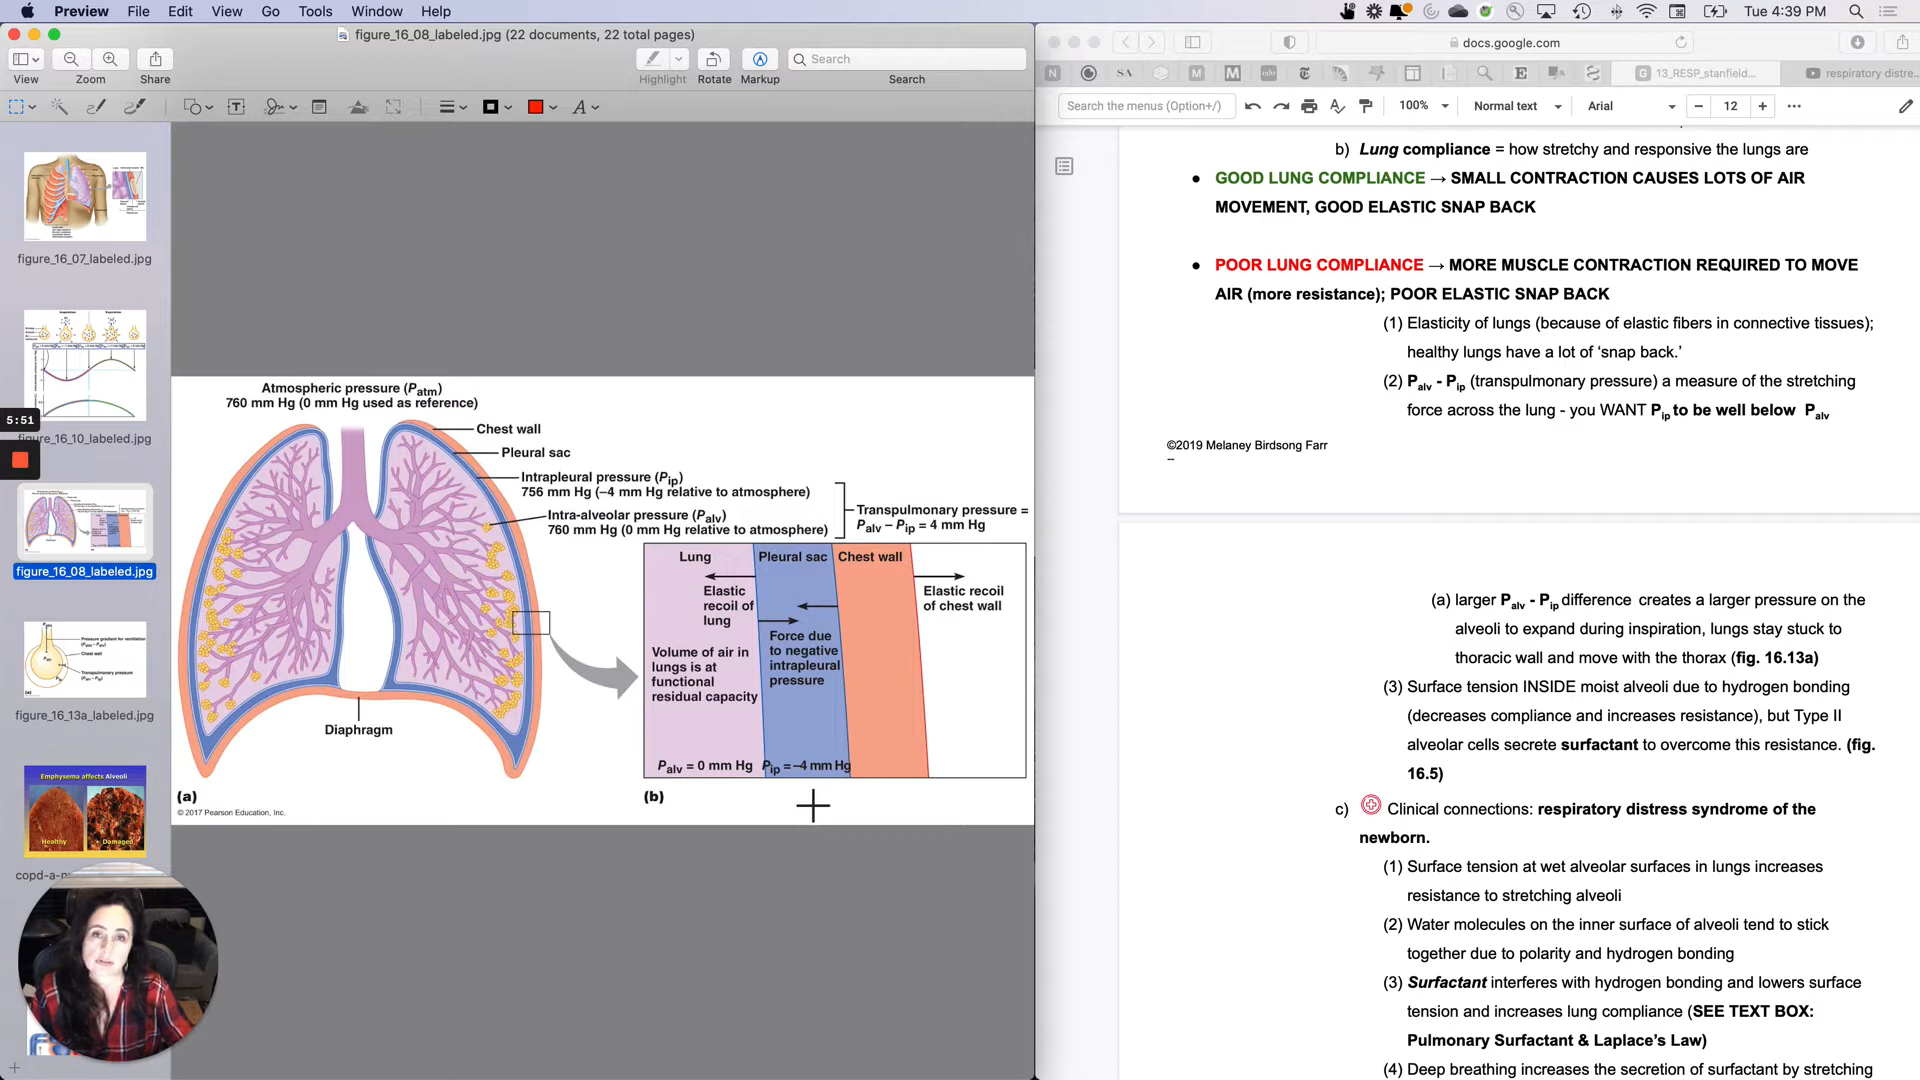 Preview File Edit View Go Tools Window Help
Tue 4:39 PM
figure_16_08_labeled.jpg (22 documents, 22 total pages)
View Zoom Share
Highlight Rotate Markup Search
Search
docs.google.com
13_RESP_stanfield...
respiratory distre...
Search the menus (Option+/)
100% Normal text Arial 12
figure_16_07_labeled.jpg
5:51
figure_16_10_labeled.jpg
figure_16_08_labeled.jpg
figure_16_13a_labeled.jpg
Emphysema affects Alveoli
Healthy Damaged
Atmospheric pressure (Patm)
760 mm Hg (0 mm Hg used as reference)
Chest wall
Pleural sac
Intrapleural pressure (Pip)
756 mm Hg (–4 mm Hg relative to atmosphere)
Intra-alveolar pressure (Palv)
760 mm Hg (0 mm Hg relative to atmosphere)
Transpulmonary pressure =
Palv – Pip = 4 mm Hg
Lung Pleural sac Chest wall
Elastic recoil of lung
Force due to negative intrapleural pressure
Elastic recoil of chest wall
Volume of air in lungs is at functional residual capacity
Palv = 0 mm Hg Pip = –4 mm Hg
Diaphragm
(a) (b)
© 2017 Pearson Education, Inc.
b) Lung compliance = how stretchy and responsive the lungs are
● GOOD LUNG COMPLIANCE → SMALL CONTRACTION CAUSES LOTS OF AIR
MOVEMENT, GOOD ELASTIC SNAP BACK
● POOR LUNG COMPLIANCE → MORE MUSCLE CONTRACTION REQUIRED TO MOVE
AIR (more resistance); POOR ELASTIC SNAP BACK
(1) Elasticity of lungs (because of elastic fibers in connective tissues);
healthy lungs have a lot of ‘snap back.’
(2) Palv - Pip (transpulmonary pressure) a measure of the stretching
force across the lung - you WANT Pip to be well below Palv
©2019 Melaney Birdsong Farr
(a) larger Palv - Pip difference creates a larger pressure on the
alveoli to expand during inspiration, lungs stay stuck to
thoracic wall and move with the thorax (fig. 16.13a)
(3) Surface tension INSIDE moist alveoli due to hydrogen bonding
(decreases compliance and increases resistance), but Type II
alveolar cells secrete surfactant to overcome this resistance. (fig.
16.5)
c) Clinical connections: respiratory distress syndrome of the
newborn.
(1) Surface tension at wet alveolar surfaces in lungs increases
resistance to stretching alveoli
(2) Water molecules on the inner surface of alveoli tend to stick
together due to polarity and hydrogen bonding
(3) Surfactant interferes with hydrogen bonding and lowers surface
tension and increases lung compliance (SEE TEXT BOX:
Pulmonary Surfactant & Laplace’s Law)
(4) Deep breathing increases the secretion of surfactant by stretching